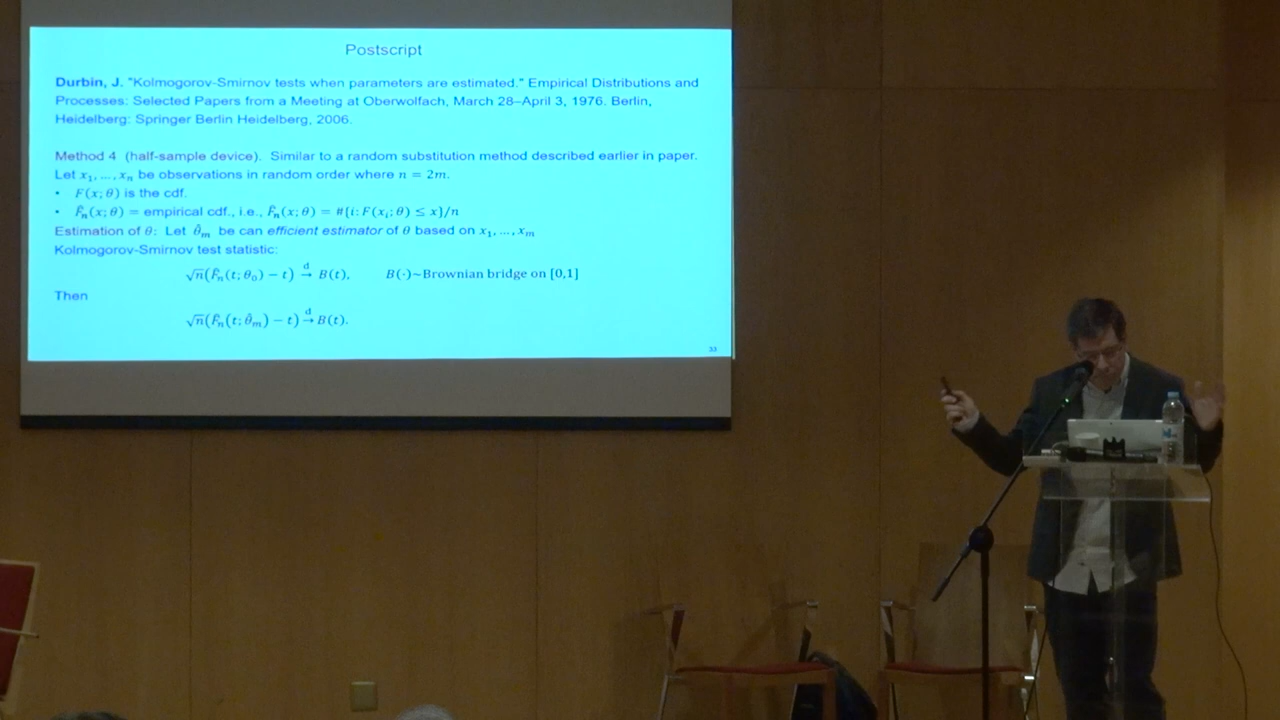 Postscript
Durbin, J. "Kolmogorov-Smirnov tests when parameters are estimated." Empirical Distributions and
Processes: Selected Papers from a Meeting at Oberwolfach, March 28–April 3, 1976. Berlin,
Heidelberg: Springer Berlin Heidelberg, 2006.
Method 4 (half-sample device). Similar to a random substitution method described earlier in paper.
Let x₁, …, xₙ be observations in random order where n = 2m.
• F(x; θ) is the cdf.
• F̂ₙ(x; θ) = empirical cdf., i.e., F̂ₙ(x; θ) = #{i: F(xᵢ; θ) ≤ x}/n
Estimation of θ: Let θ̂ₘ be can efficient estimator of θ based on x₁, …, xₘ
Kolmogorov-Smirnov test statistic:
√n(F̂ₙ(t; θ₀) − t) →ᵈ B(t), B(·)~Brownian bridge on [0,1]
Then
√n(F̂ₙ(t; θ̂ₘ) − t) →ᵈ B(t).
33